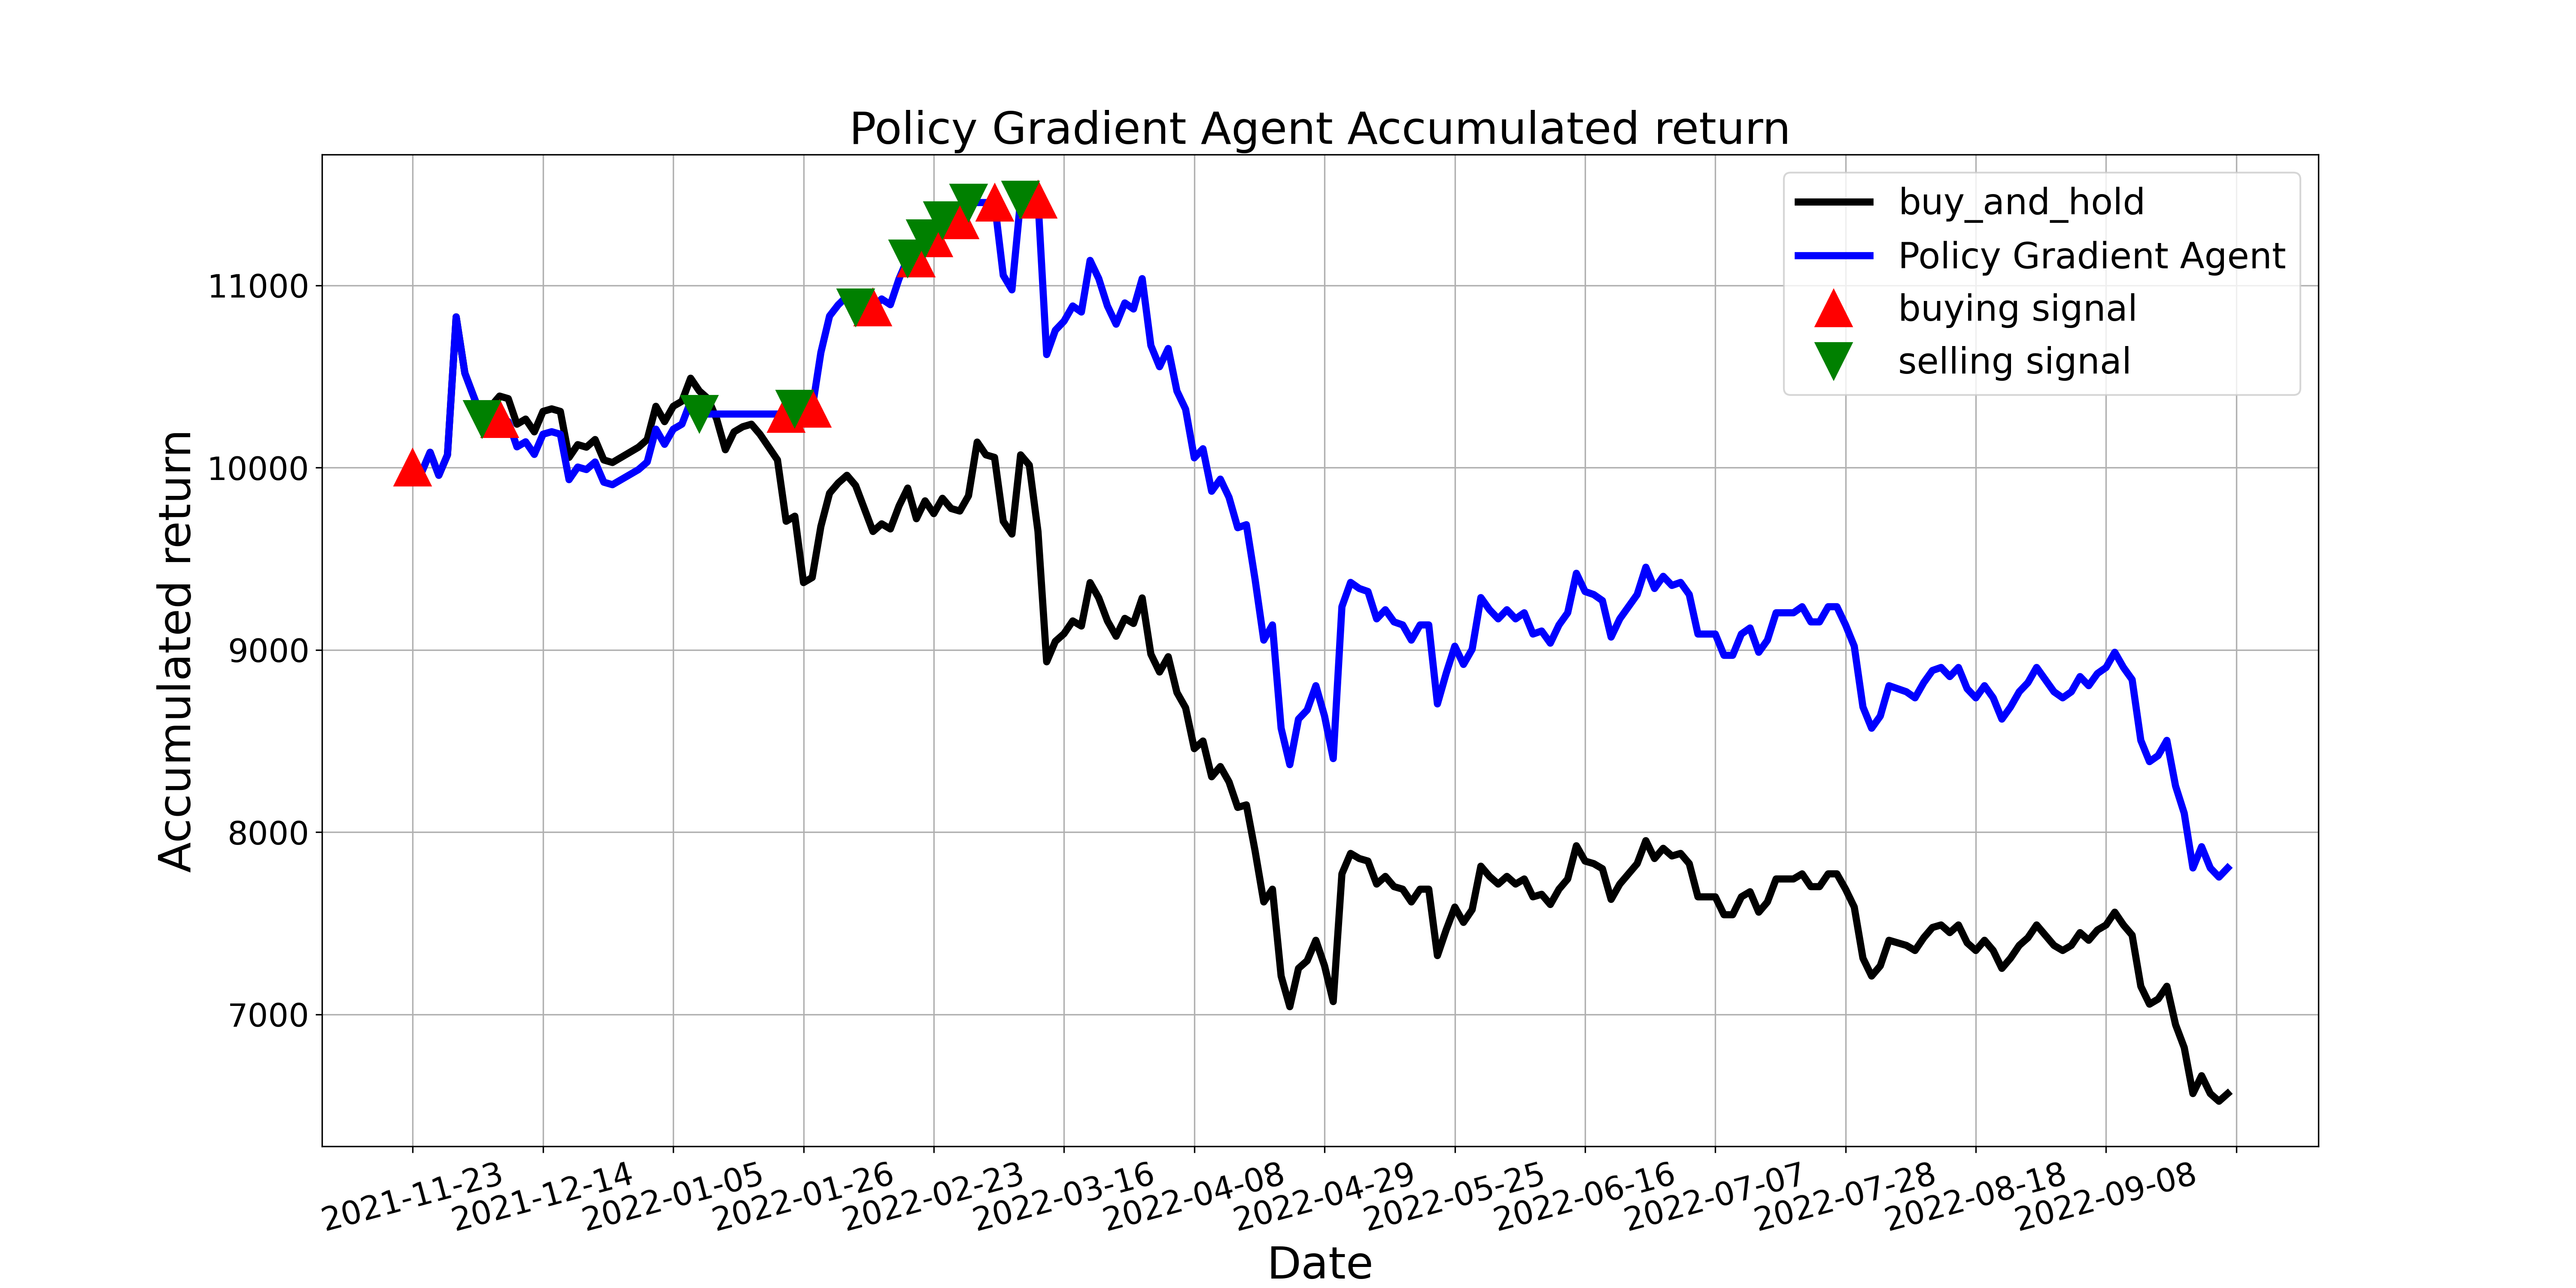 Policy Gradient Agent Accumulated return
buy_and_hold
Policy Gradient Agent
buying signal
selling signal
Accumulated return
11000
10000
9000
8000
7000
2021-11-23
2021-12-14
2022-01-05
2022-01-26
2022-02-23
2022-03-16
2022-04-08
2022-04-29
2022-05-25
2022-06-16
2022-07-07
2022-07-28
2022-08-18
2022-09-08
Date